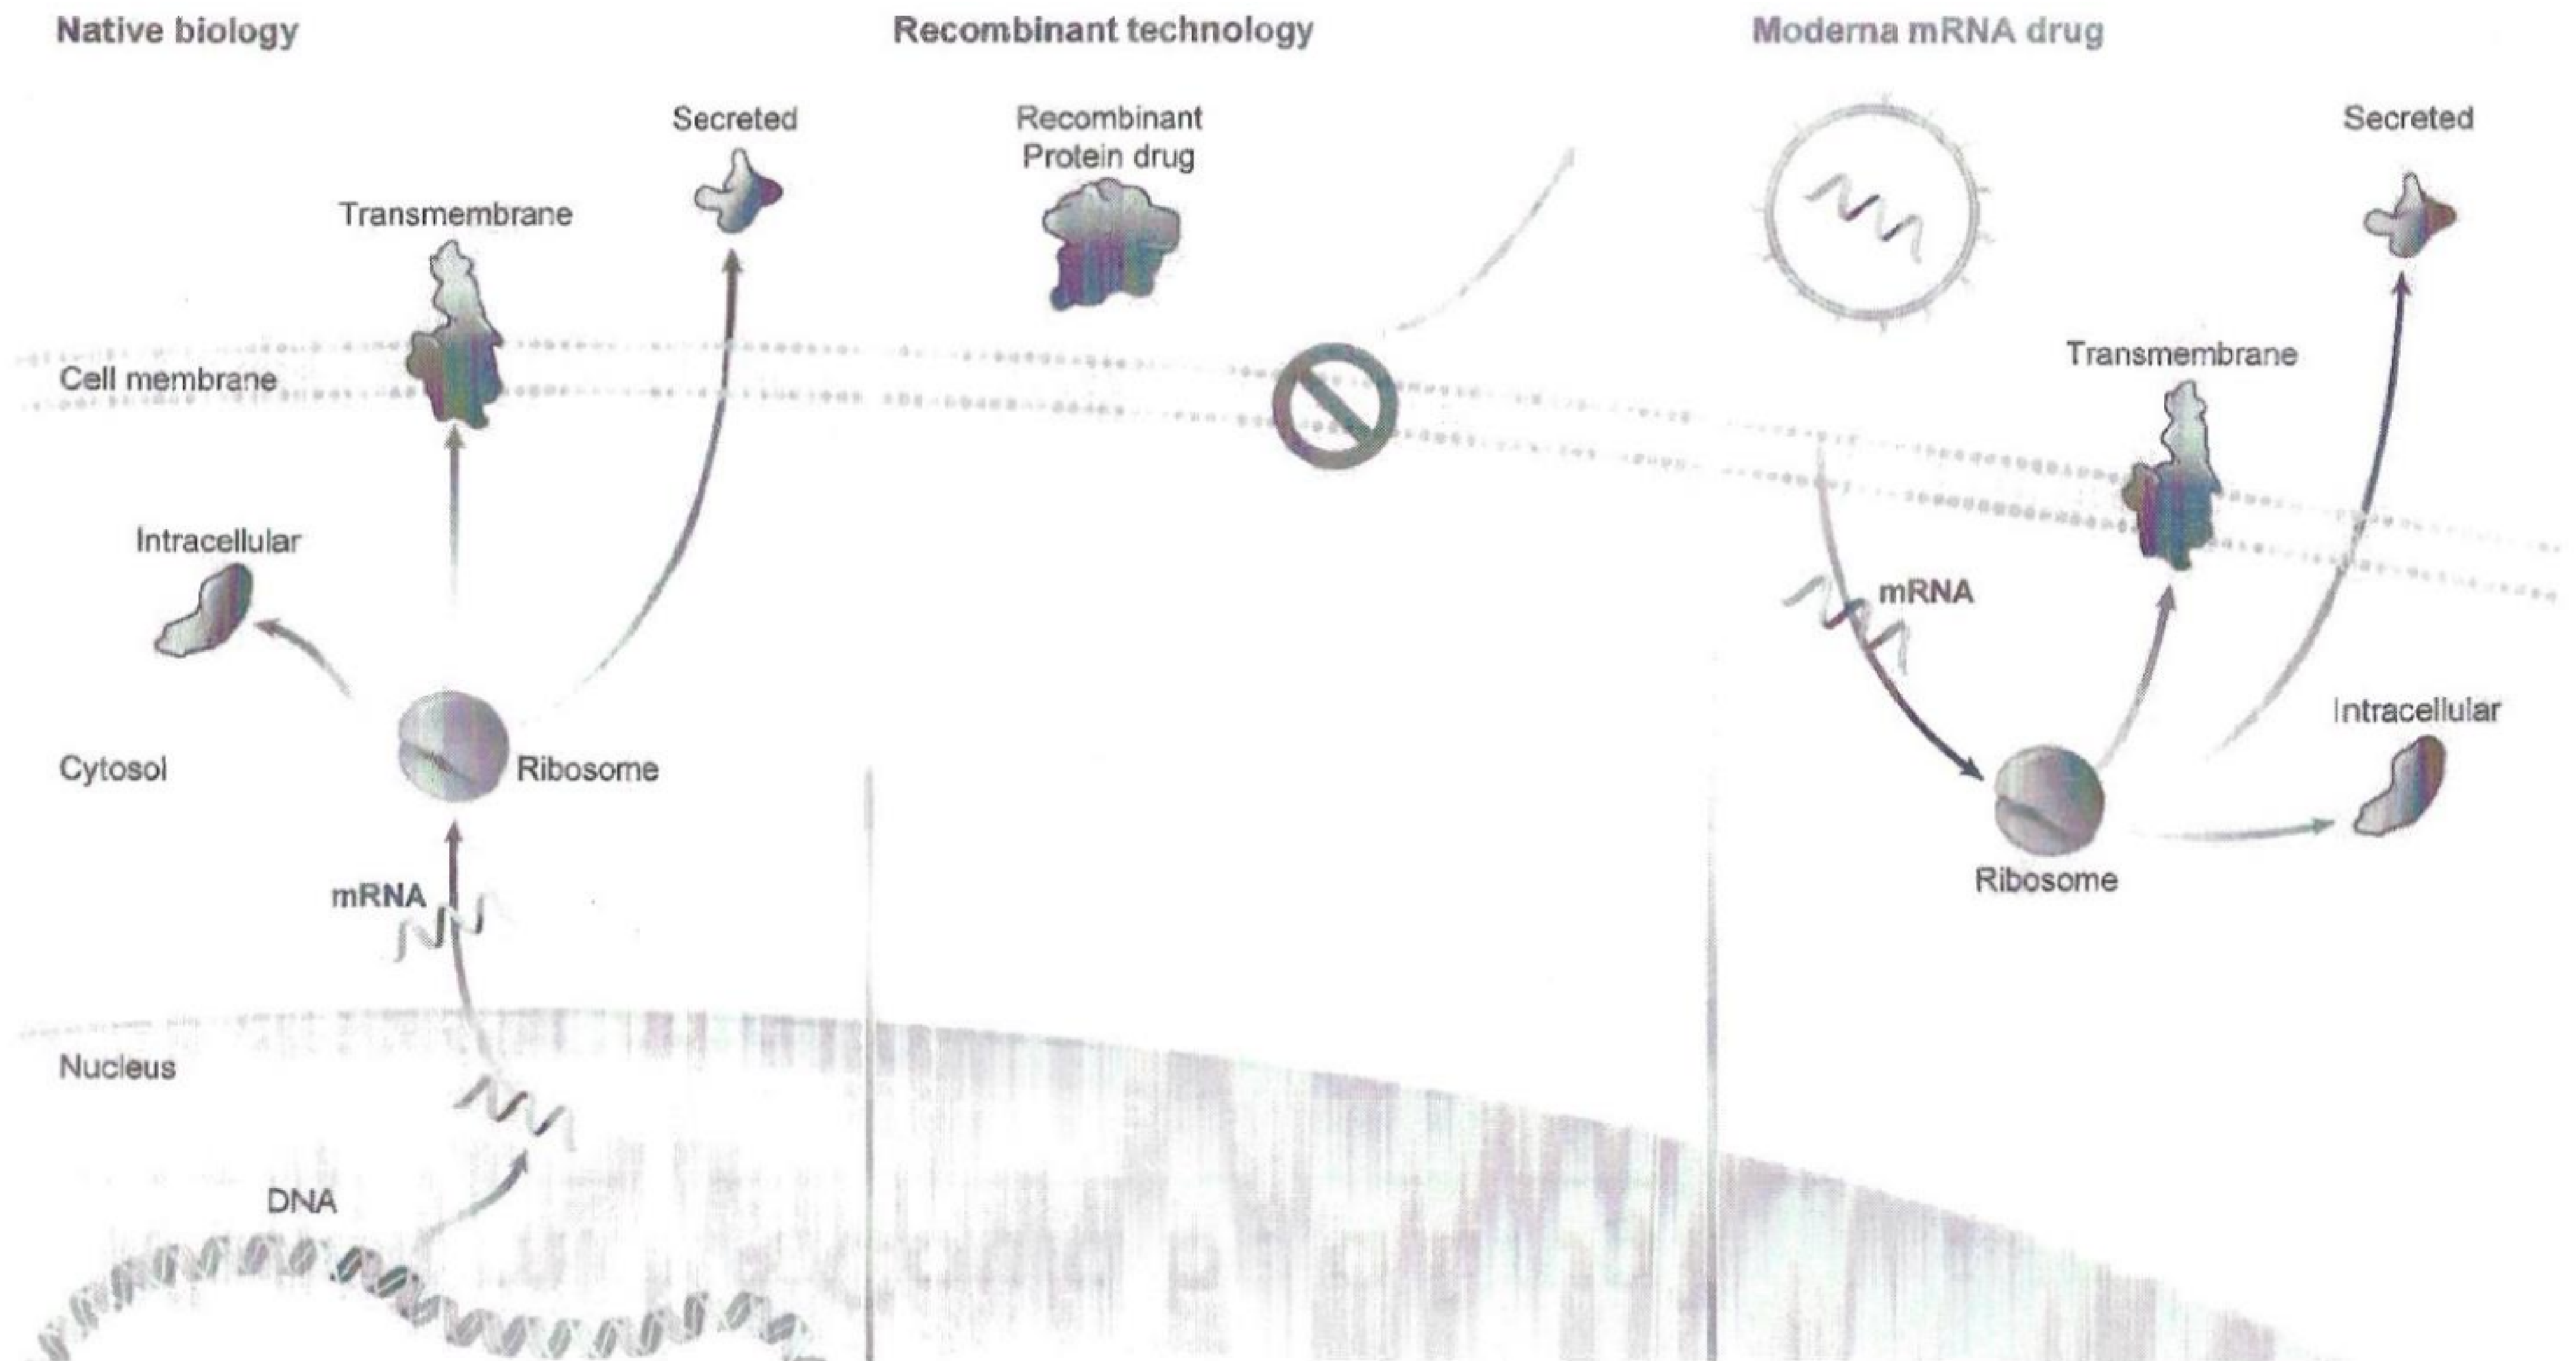 Native biology
Secreted
Transmembrane
Cell membrane
Intracellular
Cytosol
Ribosome
mRNA
Nucleus
DNA
Recombinant technology
Recombinant
Protein drug
Moderna mRNA drug
Secreted
Transmembrane
mRNA
Intracellular
Ribosome